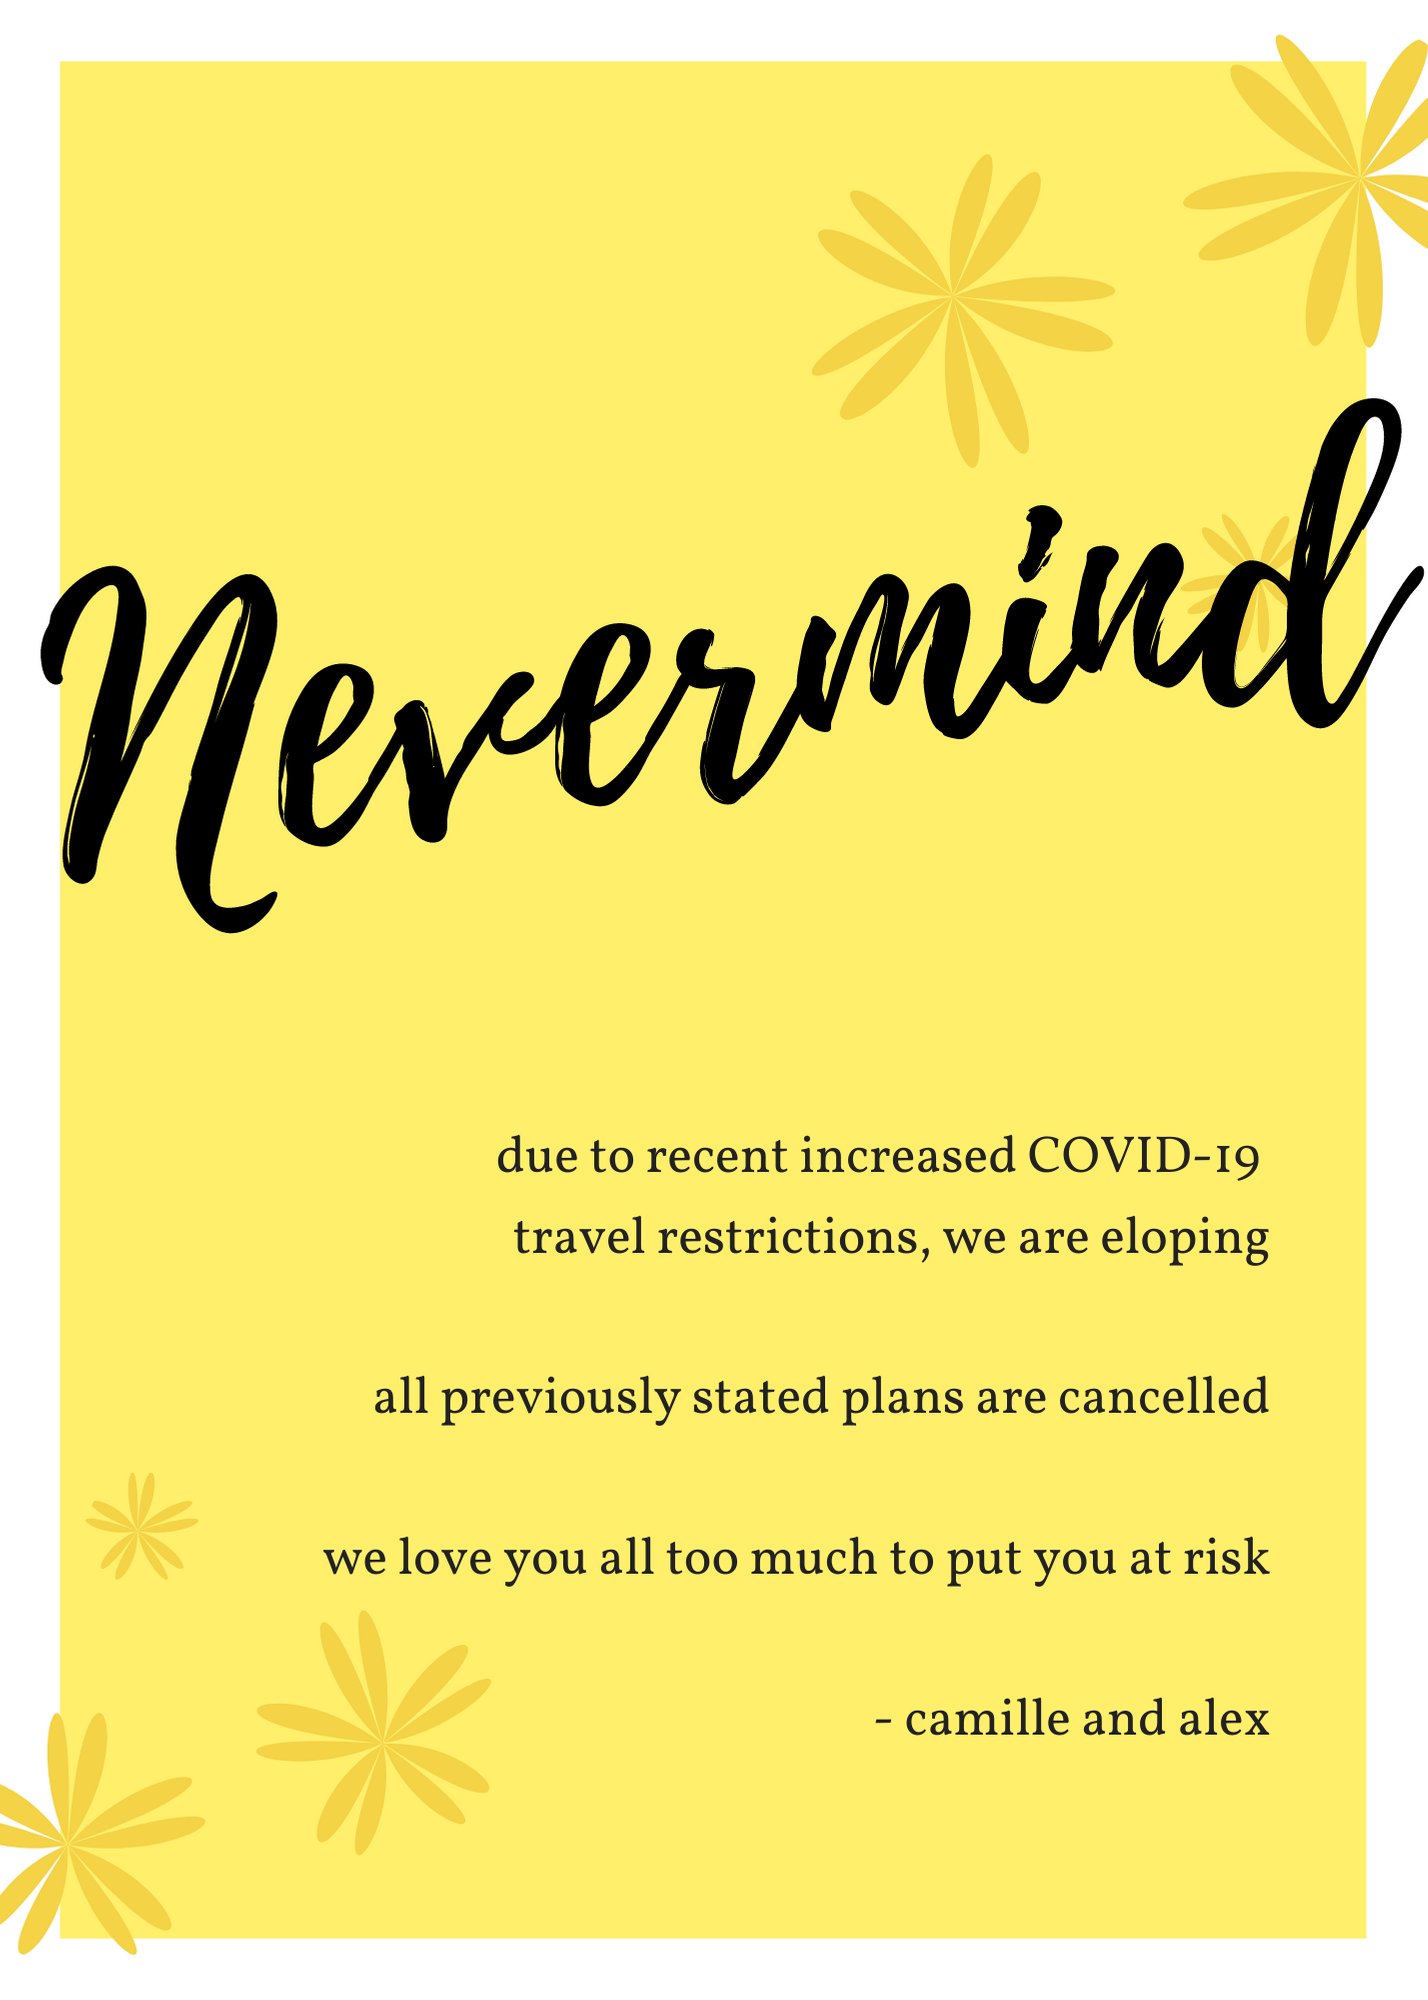 Nevermind
due to recent increased COVID-19
travel restrictions, we are eloping
all previously stated plans are cancelled
we love you all too much to put you at risk
- camille and alex